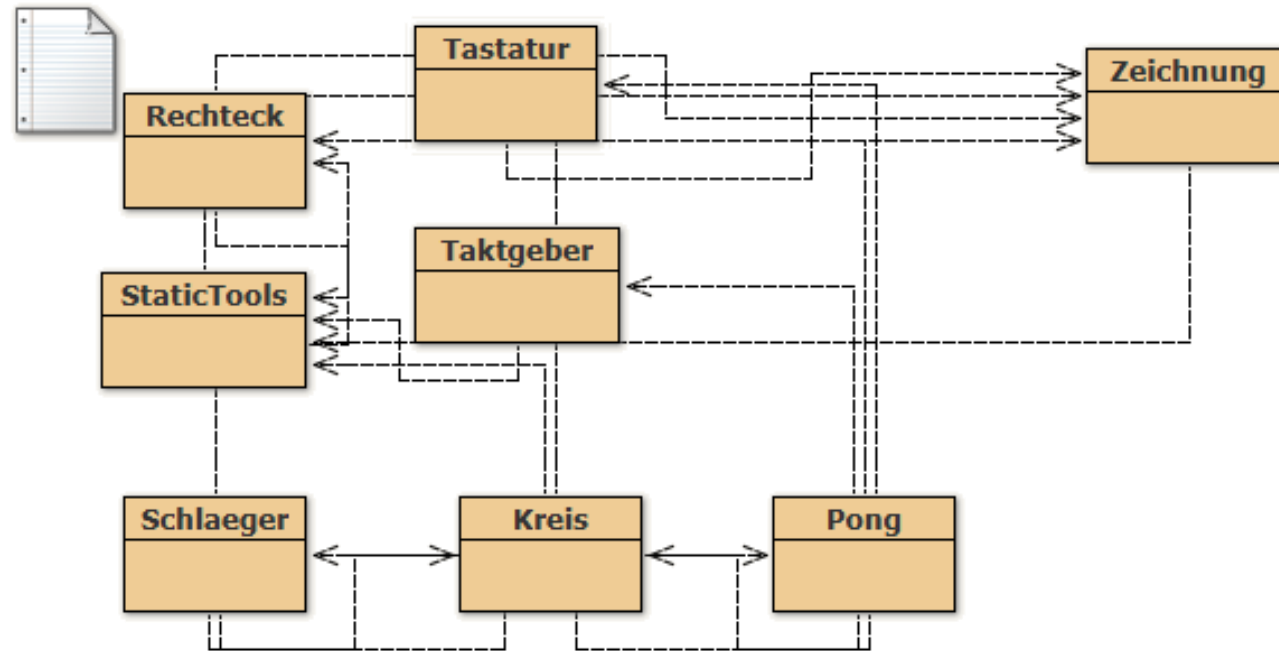 Tastatur
Zeichnung
Rechteck
Taktgeber
StaticTools
Schlaeger
Kreis
Pong